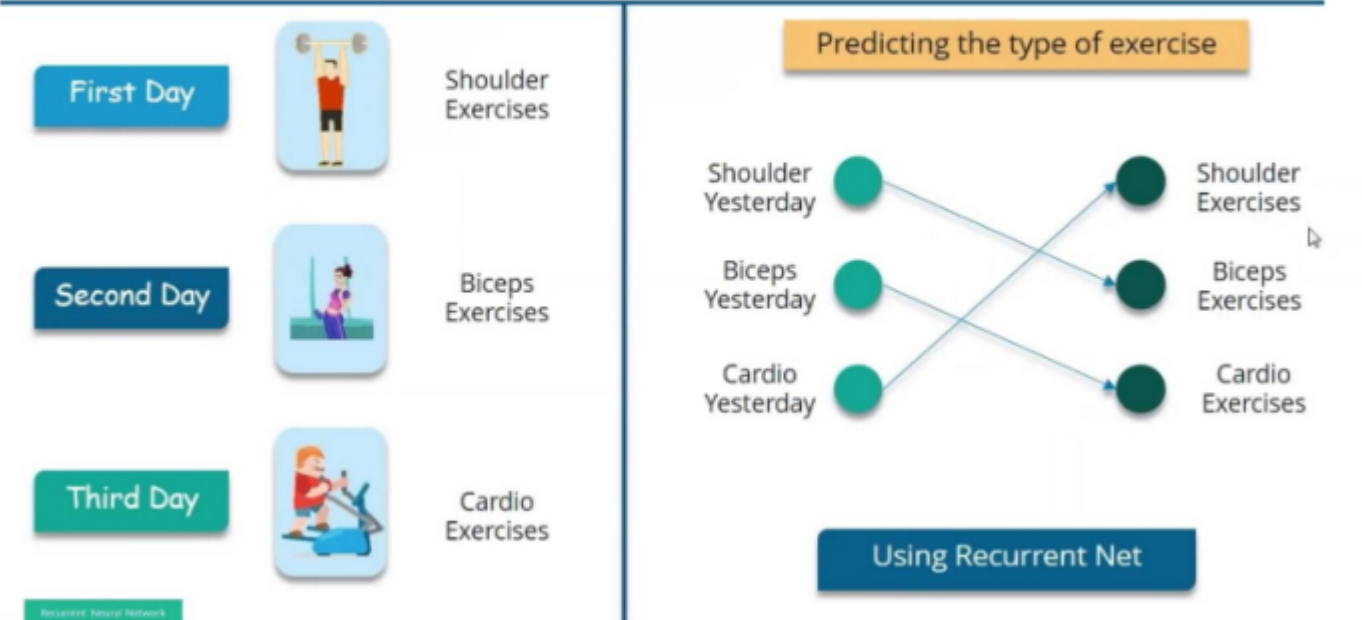 First Day
Shoulder
Exercises
Second Day
Biceps
Exercises
Third Day
Cardio
Exercises
Recurrent Neural Network
Predicting the type of exercise
Shoulder
Yesterday
Shoulder
Exercises
Biceps
Yesterday
Biceps
Exercises
Cardio
Yesterday
Cardio
Exercises
Using Recurrent Net